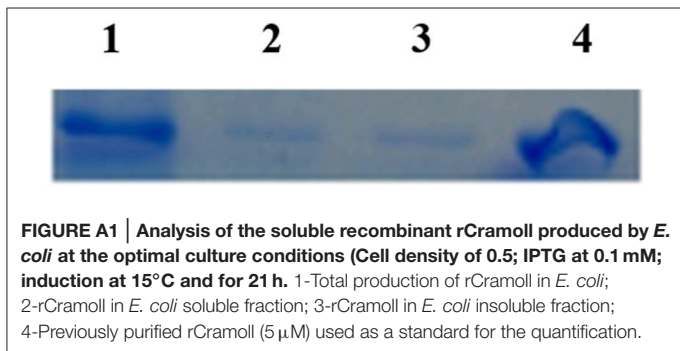 1 2 3 4
FIGURE A1 | Analysis of the soluble recombinant rCramoll produced by E.
coli at the optimal culture conditions (Cell density of 0.5; IPTG at 0.1 mM;
induction at 15°C and for 21 h. 1-Total production of rCramoll in E. coli;
2-rCramoll in E. coli soluble fraction; 3-rCramoll in E. coli insoluble fraction;
4-Previously purified rCramoll (5 μM) used as a standard for the quantification.